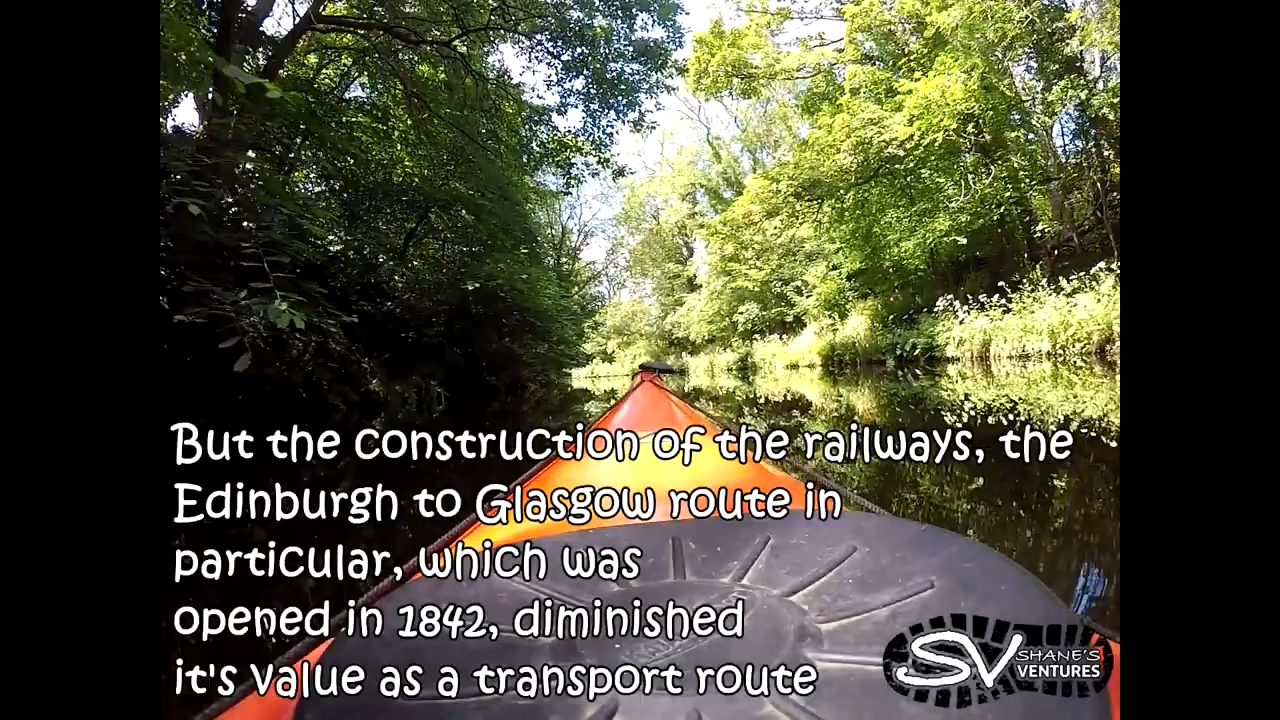 But the construction of the railways, the
Edinburgh to Glasgow route in
particular, which was
opened in 1842, diminished
it's value as a transport route
SV SHANE'S
VENTURES